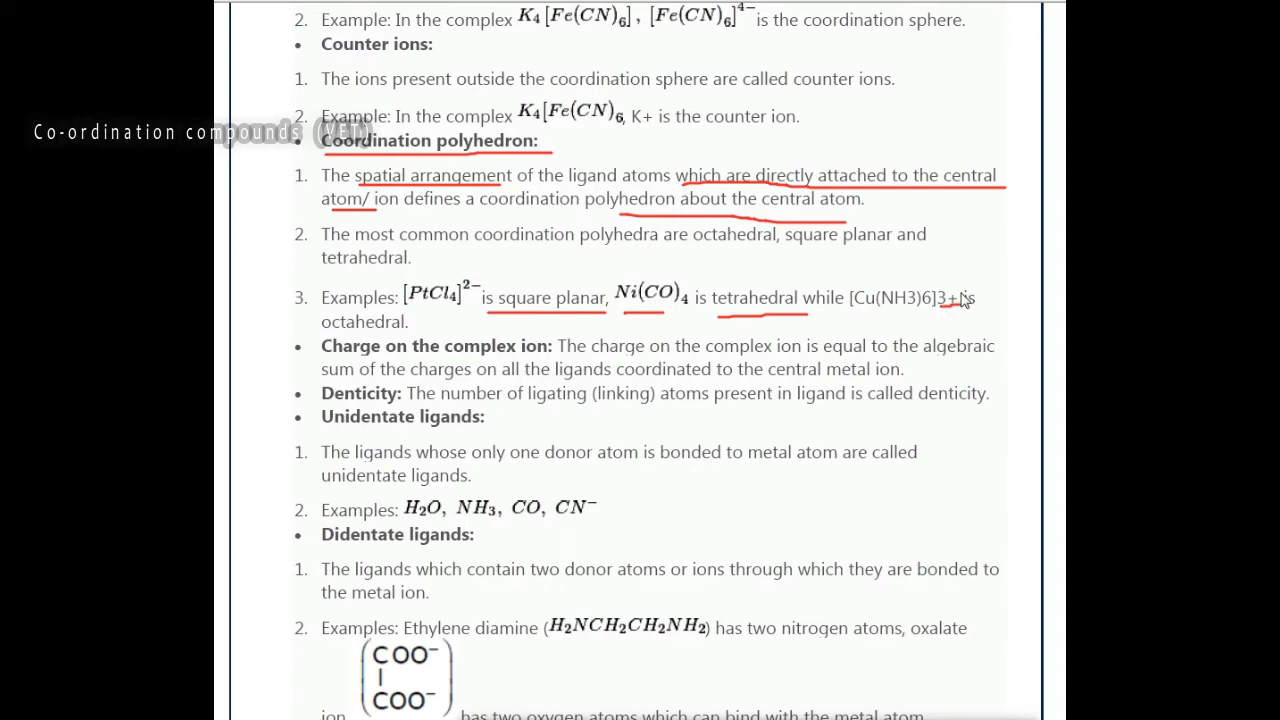 2. Example: In the complex K₄[Fe(CN)₆], [Fe(CN)₆]⁴⁻ is the coordination sphere.
• Counter ions:
1. The ions present outside the coordination sphere are called counter ions.
2. Example: In the complex K₄[Fe(CN)₆, K+ is the counter ion.
Co-ordination compounds (VET)
• Coordination polyhedron:
1. The spatial arrangement of the ligand atoms which are directly attached to the central
atom/ ion defines a coordination polyhedron about the central atom.
2. The most common coordination polyhedra are octahedral, square planar and
tetrahedral.
3. Examples: [PtCl₄]²⁻ is square planar, Ni(CO)₄ is tetrahedral while [Cu(NH3)6]3+ is
octahedral.
• Charge on the complex ion: The charge on the complex ion is equal to the algebraic
sum of the charges on all the ligands coordinated to the central metal ion.
• Denticity: The number of ligating (linking) atoms present in ligand is called denticity.
• Unidentate ligands:
1. The ligands whose only one donor atom is bonded to metal atom are called
unidentate ligands.
2. Examples: H₂O, NH₃, CO, CN⁻
• Didentate ligands:
1. The ligands which contain two donor atoms or ions through which they are bonded to
the metal ion.
2. Examples: Ethylene diamine (H₂NCH₂CH₂NH₂) has two nitrogen atoms, oxalate
COO⁻
|
COO⁻
ion has two oxygen atoms which can bind with the metal atom